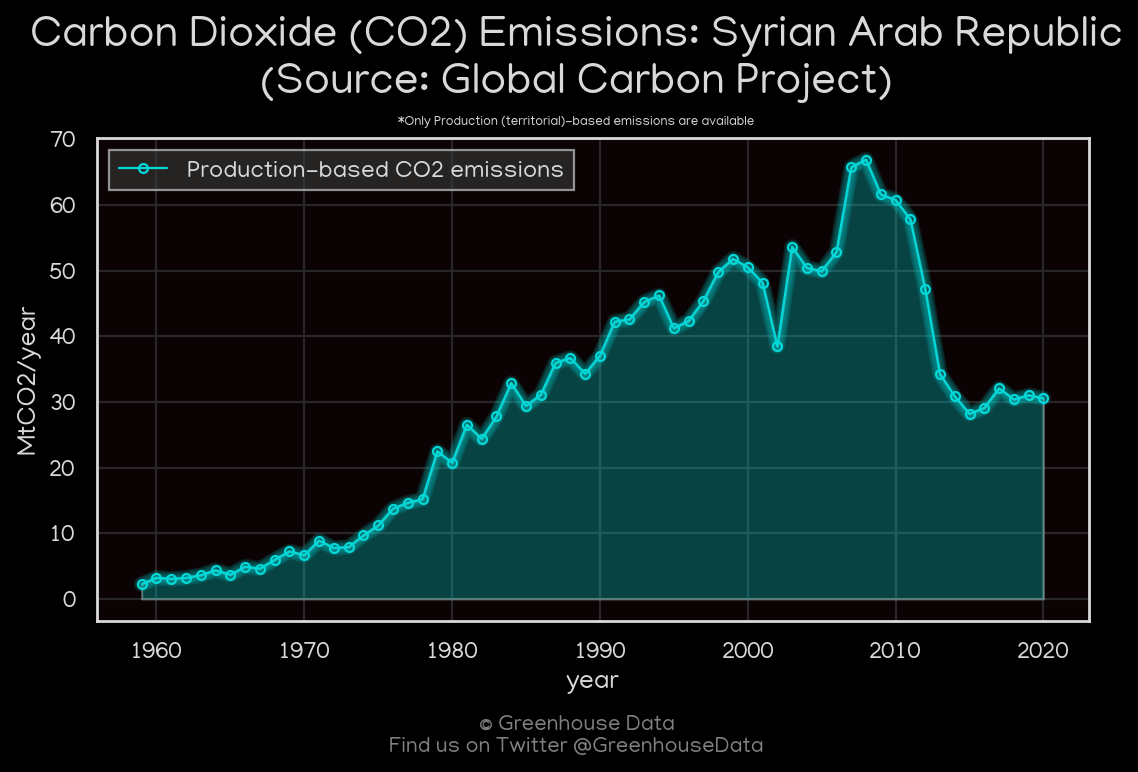 Carbon Dioxide (CO2) Emissions: Syrian Arab Republic
(Source: Global Carbon Project)
*Only Production (territorial)-based emissions are available
Production-based CO2 emissions
70
60
50
40
30
20
10
0
MtCO2/year
1960 1970 1980 1990 2000 2010 2020
year
© Greenhouse Data
Find us on Twitter @GreenhouseData